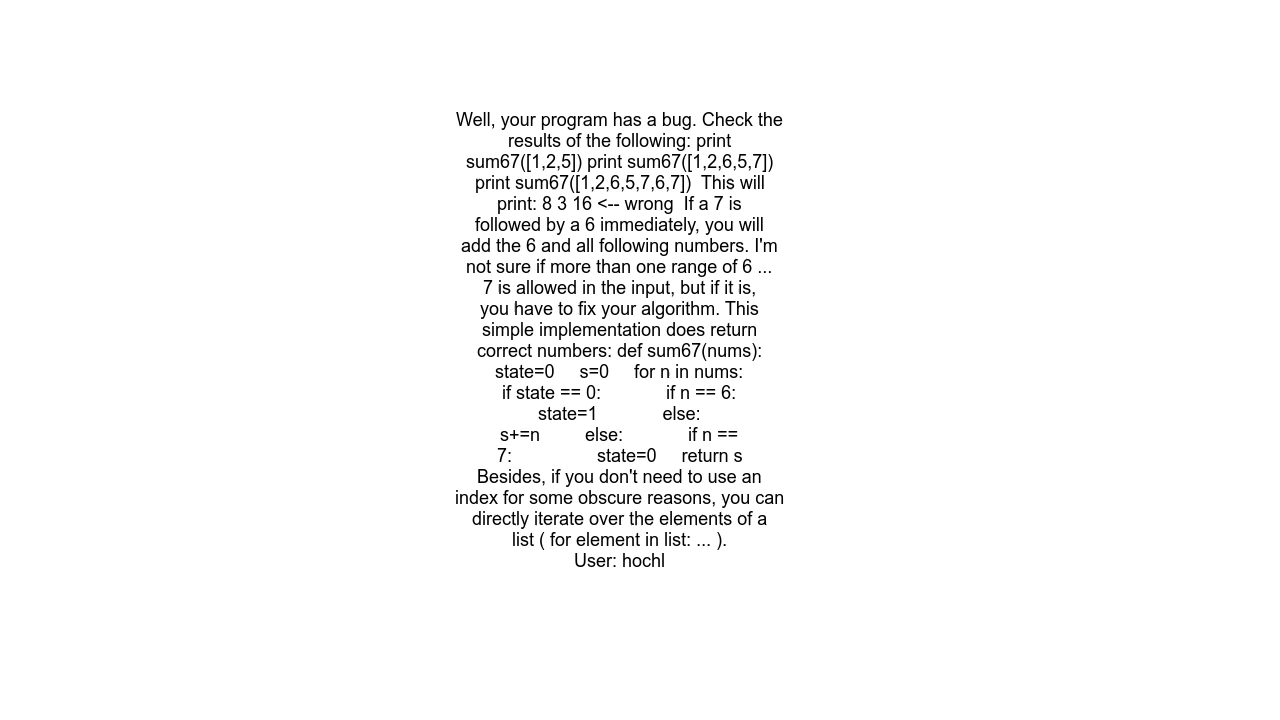 Well, your program has a bug. Check the
results of the following: print
sum67([1,2,5]) print sum67([1,2,6,5,7])
print sum67([1,2,6,5,7,6,7])  This will
print: 8 3 16 <-- wrong  If a 7 is
followed by a 6 immediately, you will
add the 6 and all following numbers. I'm
not sure if more than one range of 6 ...
7 is allowed in the input, but if it is,
you have to fix your algorithm. This
simple implementation does return
correct numbers: def sum67(nums):
state=0     s=0     for n in nums:
if state == 0:             if n == 6:
state=1             else:
s+=n         else:             if n ==
7:                 state=0     return s
Besides, if you don't need to use an
index for some obscure reasons, you can
directly iterate over the elements of a
list ( for element in list: ... ).
User: hochl